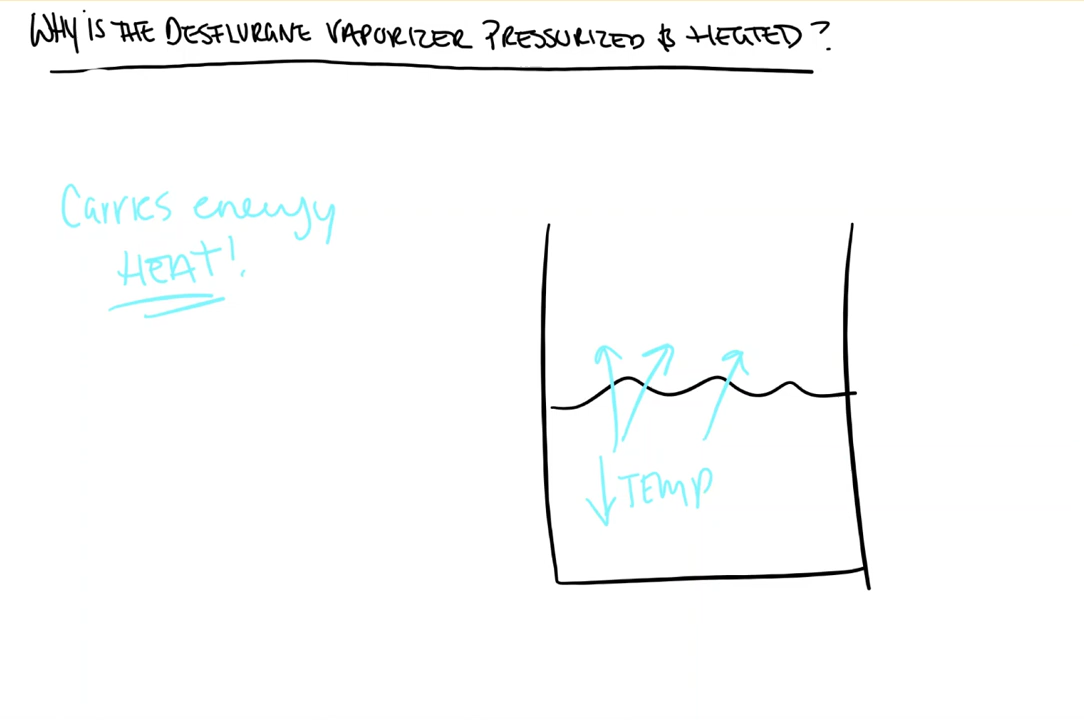 WHY IS THE DESFLURANE VAPORIZER PRESSURIZED & HEATED?
Carries energy
HEAT!
↓ TEMP